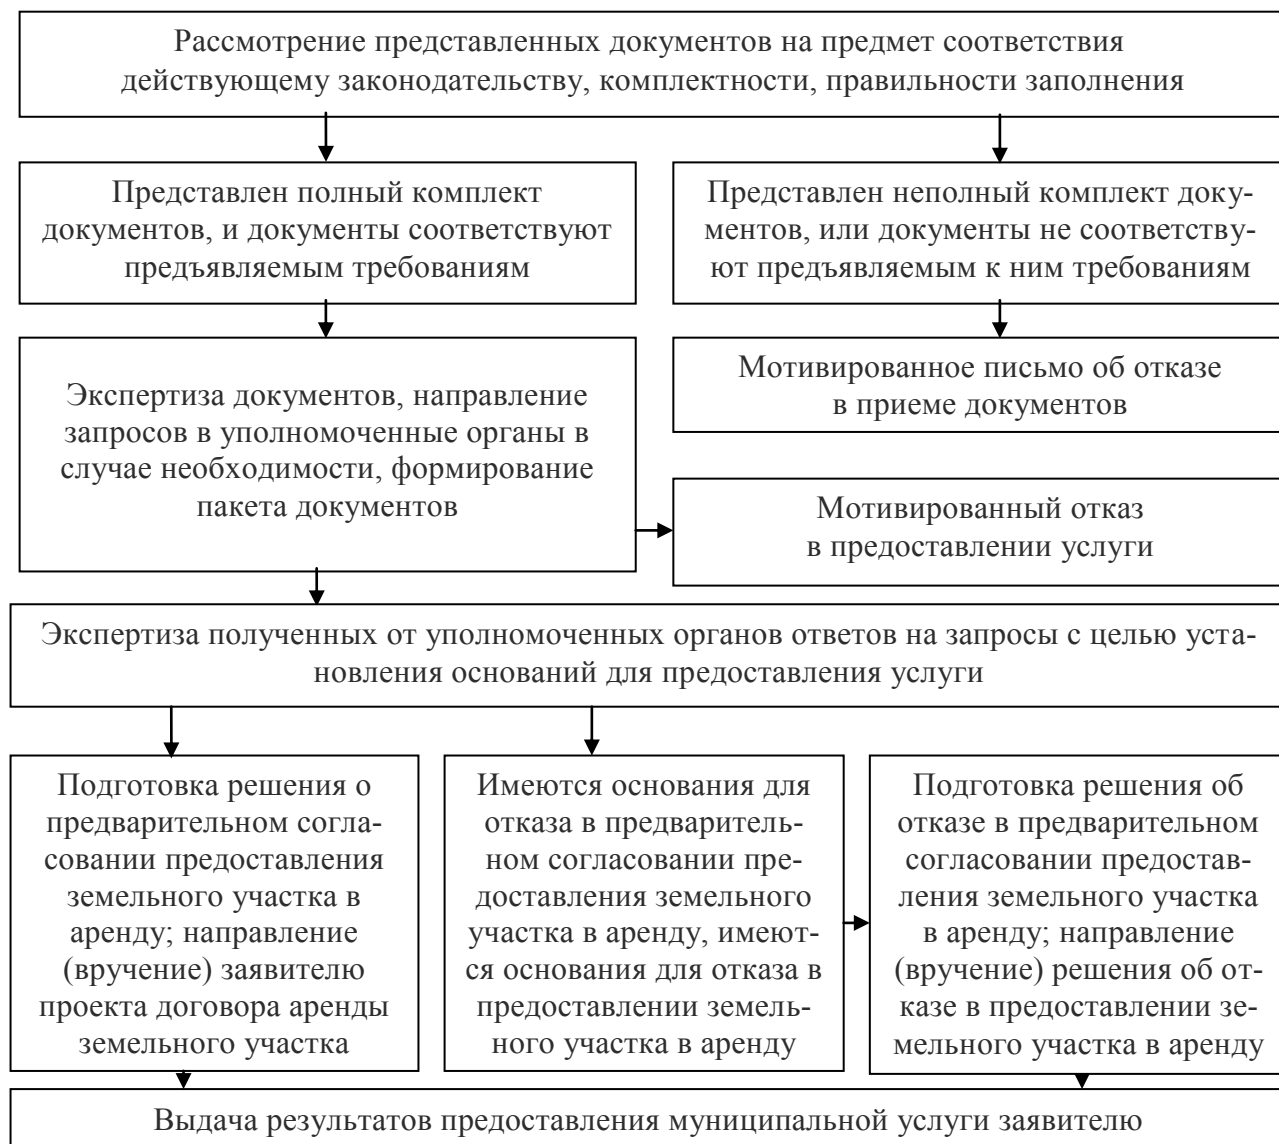 Рассмотрение представленных документов на предмет соответствия
действующему законодательству, комплектности, правильности заполнения
Представлен полный комплект
документов, и документы соответствуют
предъявляемым требованиям
Представлен неполный комплект доку-
ментов, или документы не соответству-
ют предъявляемым к ним требованиям
Экспертиза документов, направление
запросов в уполномоченные органы в
случае необходимости, формирование
пакета документов
Мотивированное письмо об отказе
в приеме документов
Мотивированный отказ
в предоставлении услуги
Экспертиза полученных от уполномоченных органов ответов на запросы с целью уста-
новления оснований для предоставления услуги
Подготовка решения о
предварительном согла-
совании предоставления
земельного участка в
аренду; направление
(вручение) заявителю
проекта договора аренды
земельного участка
Имеются основания для
отказа в предваритель-
ном согласовании пре-
доставления земельного
участка в аренду, имеют-
ся основания для отказа в
предоставлении земель-
ного участка в аренду
Подготовка решения об
отказе в предварительном
согласовании предостав-
ления земельного участка
в аренду; направление
(вручение) решения об от-
казе в предоставлении зе-
мельного участка в аренду
Выдача результатов предоставления муниципальной услуги заявителю